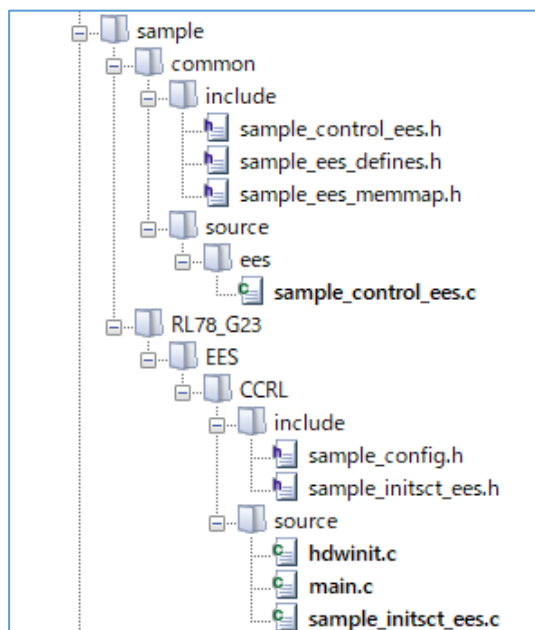 sample
common
include
sample_control_ees.h
sample_ees_defines.h
sample_ees_memmap.h
source
ees
sample_control_ees.c
RL78_G23
EES
CCRL
include
sample_config.h
sample_initsct_ees.h
source
hdwinit.c
main.c
sample_initsct_ees.c